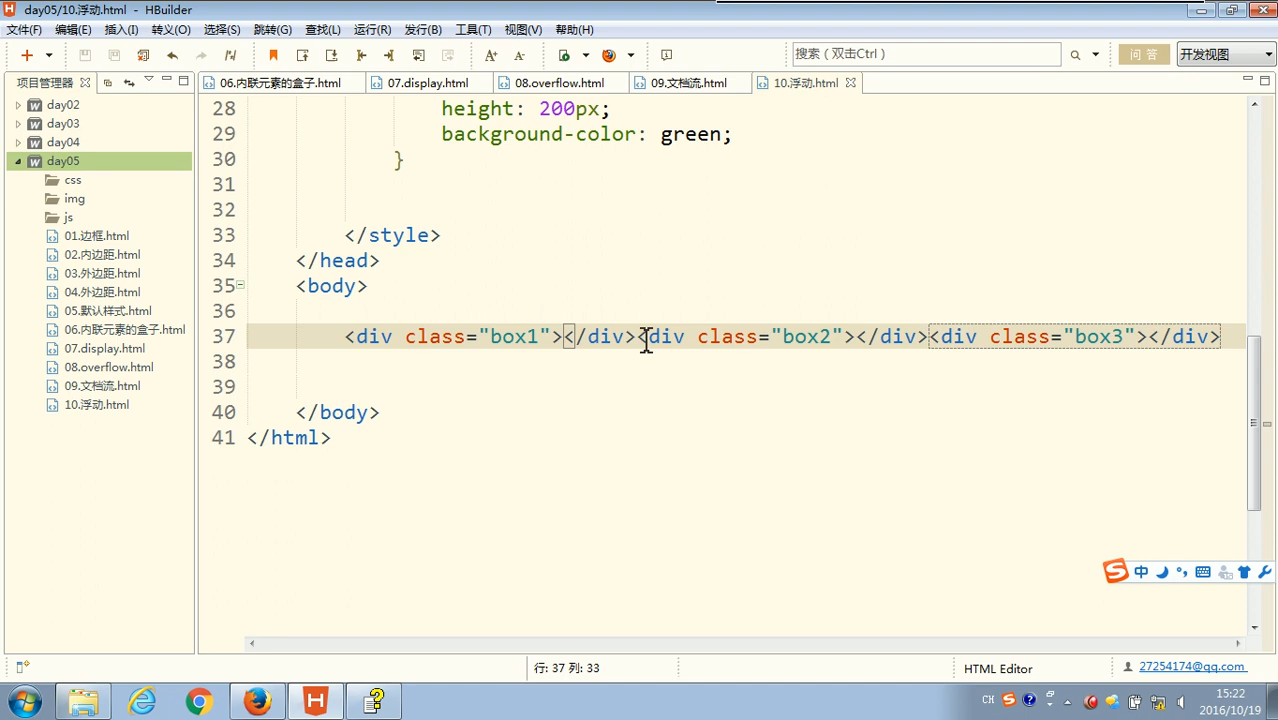 day05/10.浮动.html - HBuilder
文件(F) 编辑(E) 插入(I) 转义(O) 选择(S) 跳转(G) 查找(L) 运行(R) 发行(B) 工具(T) 视图(V) 帮助(H)
搜索（双击Ctrl） 问 答 开发视图
项目管理器 06.内联元素的盒子.html 07.display.html 08.overflow.html 09.文档流.html 10.浮动.html
day02
day03
day04
day05
css
img
js
01.边框.html
02.内边距.html
03.外边距.html
04.外边距.html
05.默认样式.html
06.内联元素的盒子.html
07.display.html
08.overflow.html
09.文档流.html
10.浮动.html
28 height: 200px;
29 background-color: green;
30 }
31
32
33 </style>
34 </head>
35 <body>
36
37 <div class="box1"></div><div class="box2"></div><div class="box3"></div>
38
39
40 </body>
41 </html>
中
行: 37 列: 33 HTML Editor 27254174@qq.com
CH 15:22
2016/10/19